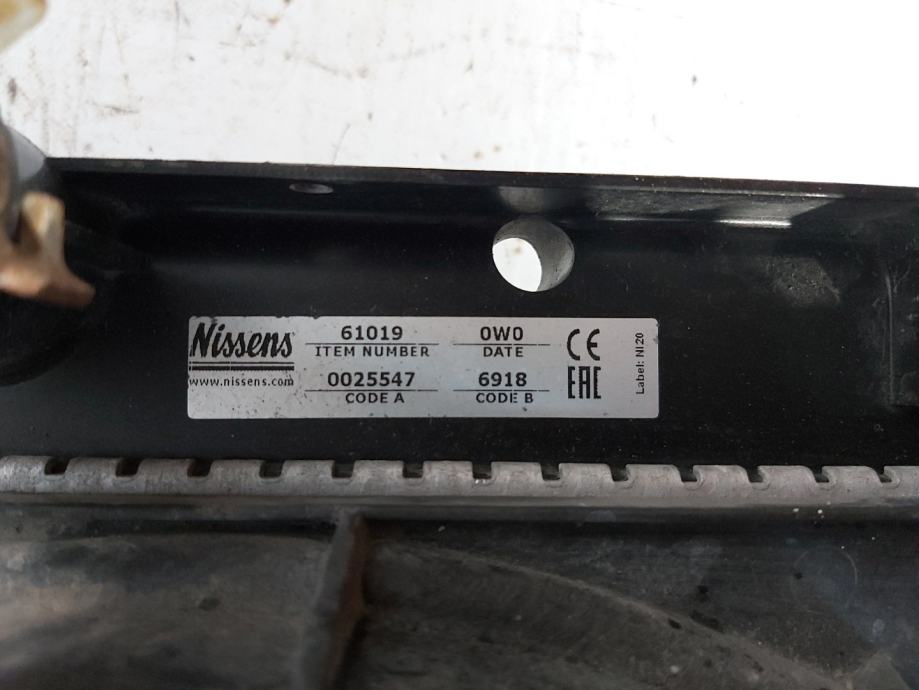 Nissens
www.nissens.com
61019
ITEM NUMBER
0025547
CODE A
0W0
DATE
6918
CODE B
CE
EAC
Label: NI20